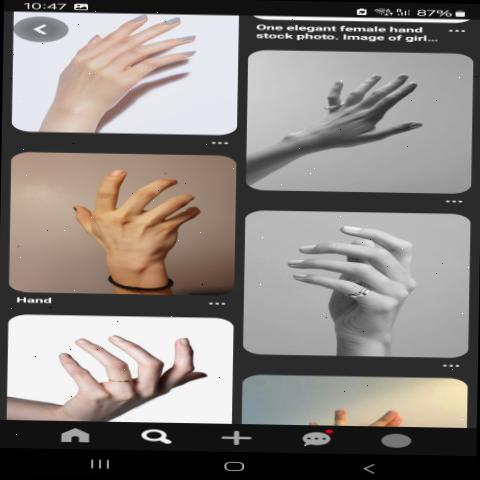 10:47
87%
One elegant female hand
stock photo. Image of girl...
Hand